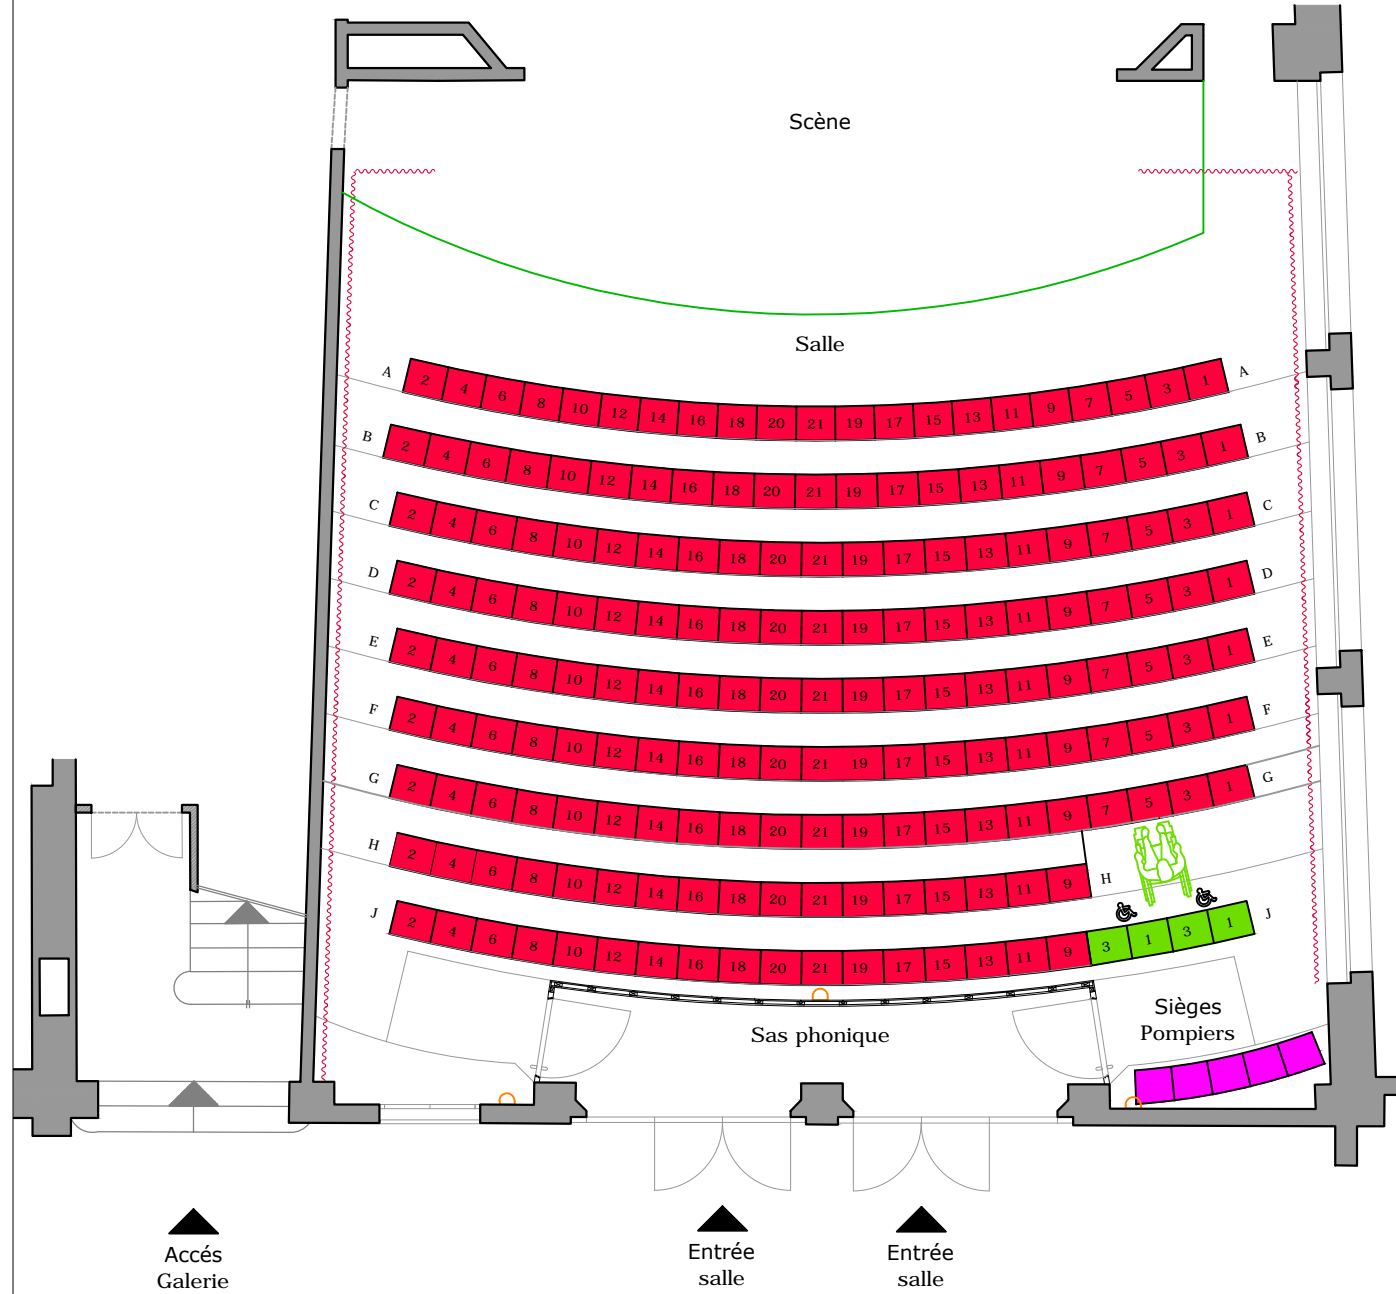 Scène
Salle
A 2 4 6 8 10 12 14 16 18 20 21 19 17 15 13 11 9 7 5 3 1 A
B 2 4 6 8 10 12 14 16 18 20 21 19 17 15 13 11 9 7 5 3 1 B
C 2 4 6 8 10 12 14 16 18 20 21 19 17 15 13 11 9 7 5 3 1 C
D 2 4 6 8 10 12 14 16 18 20 21 19 17 15 13 11 9 7 5 3 1 D
E 2 4 6 8 10 12 14 16 18 20 21 19 17 15 13 11 9 7 5 3 1 E
F 2 4 6 8 10 12 14 16 18 20 21 19 17 15 13 11 9 7 5 3 1 F
G 2 4 6 8 10 12 14 16 18 20 21 19 17 15 13 11 9 7 5 3 1 G
H 2 4 6 8 10 12 14 16 18 20 21 19 17 15 13 11 9 H
J 2 4 6 8 10 12 14 16 18 20 21 19 17 15 13 11 9 3 1 3 1 J
Sas phonique
Sièges
Pompiers
Accés
Galerie
Entrée
salle
Entrée
salle